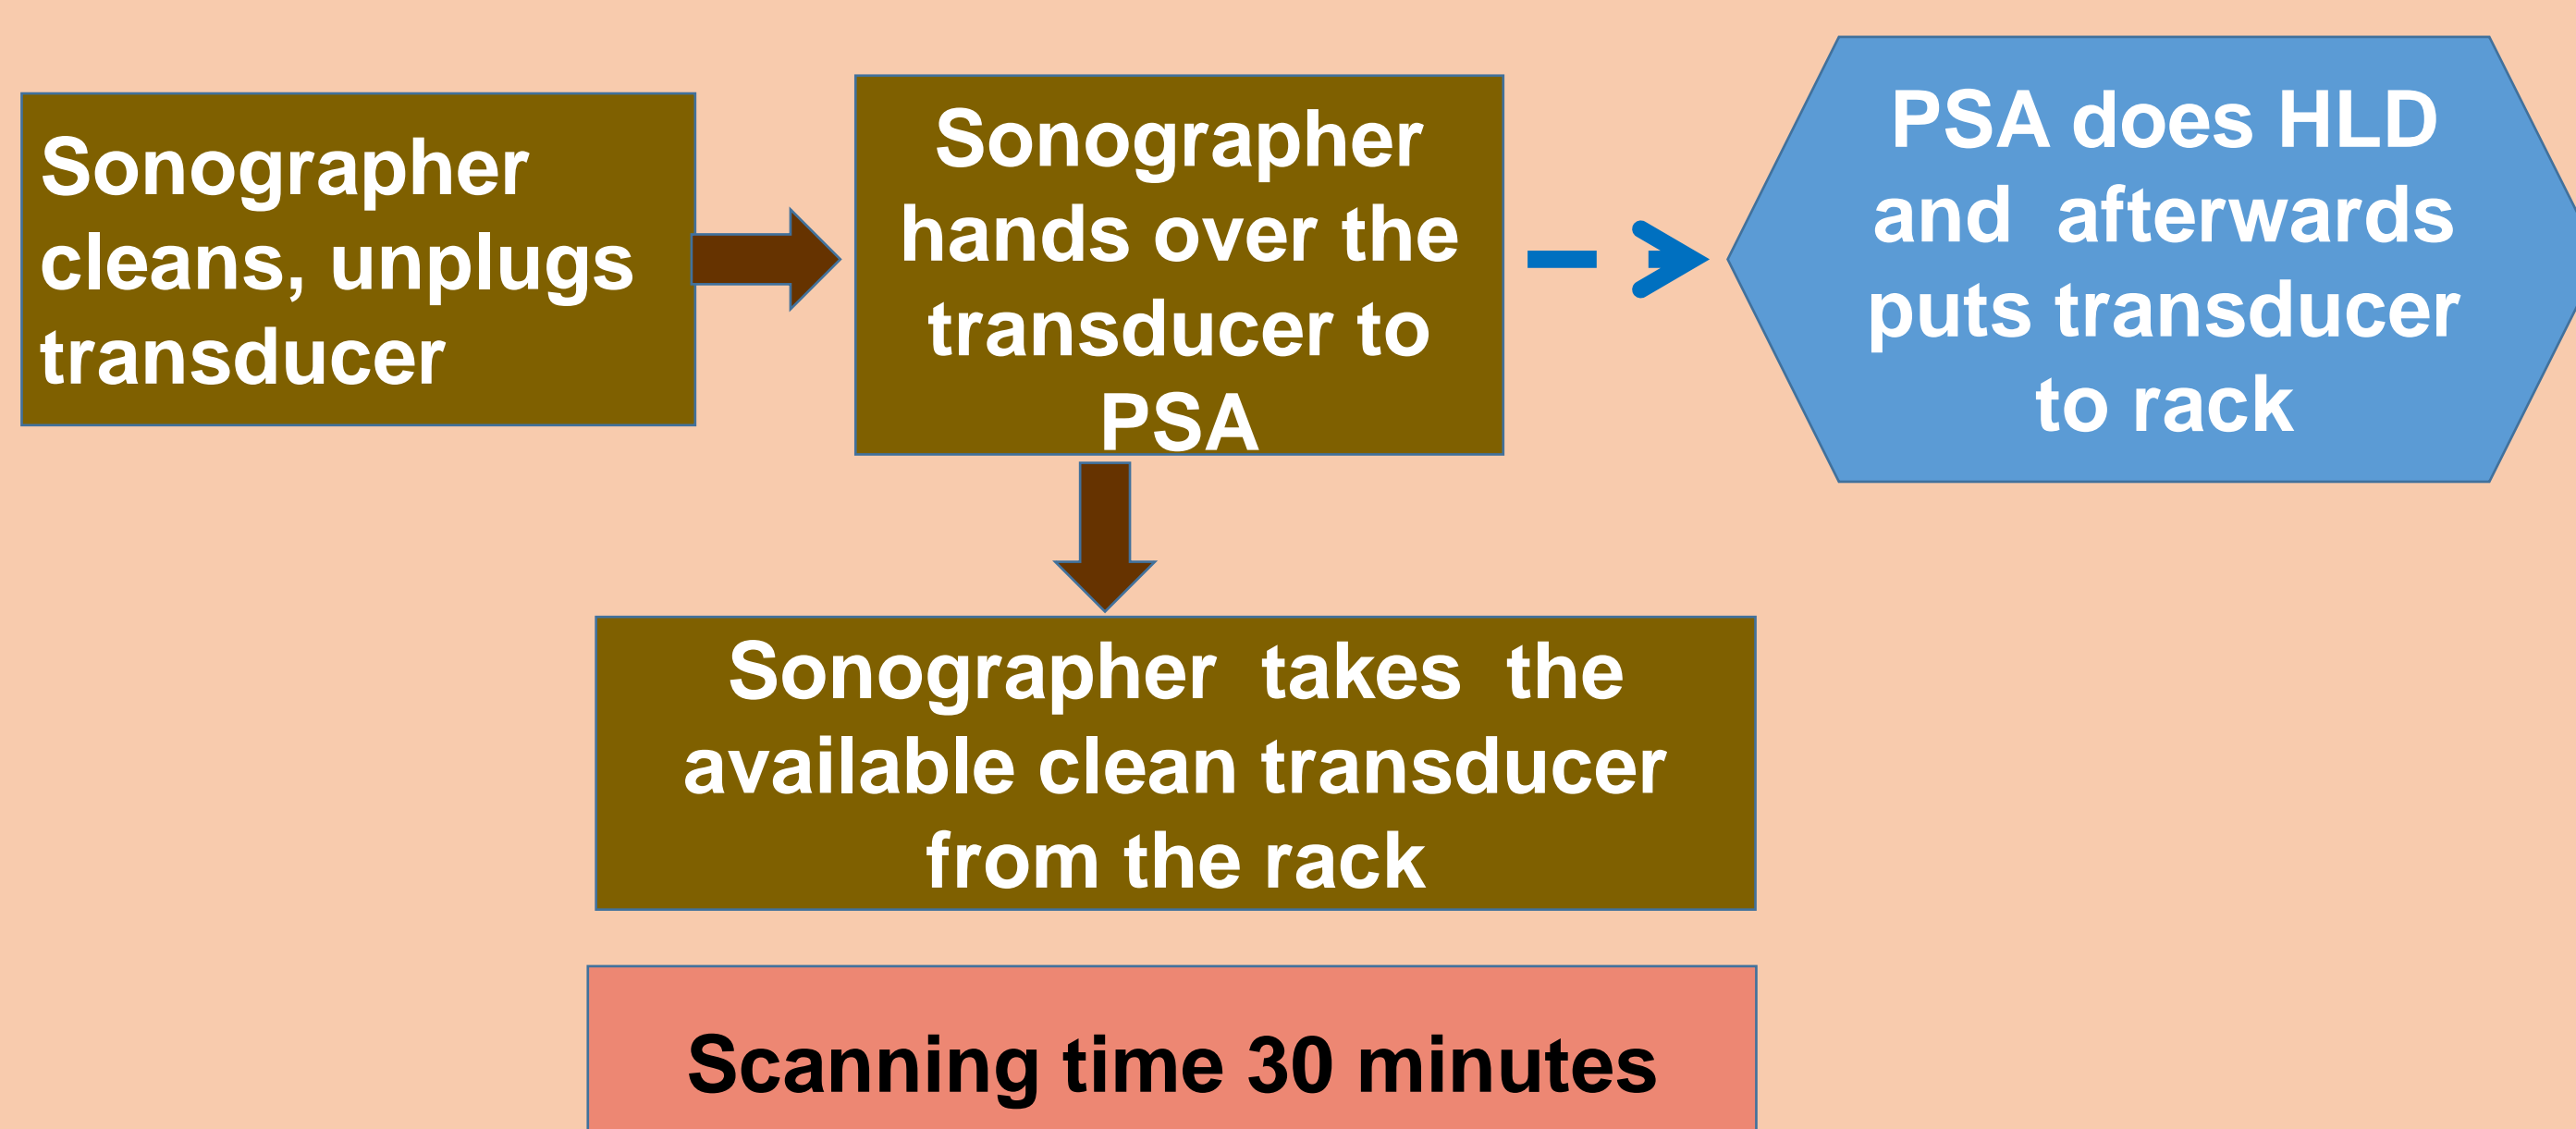 Sonographer
cleans, unplugs
transducer
Sonographer
hands over the
transducer to
PSA
PSA does HLD
and  afterwards
puts transducer
to rack
Sonographer  takes  the
available clean transducer
from the rack
Scanning time 30 minutes